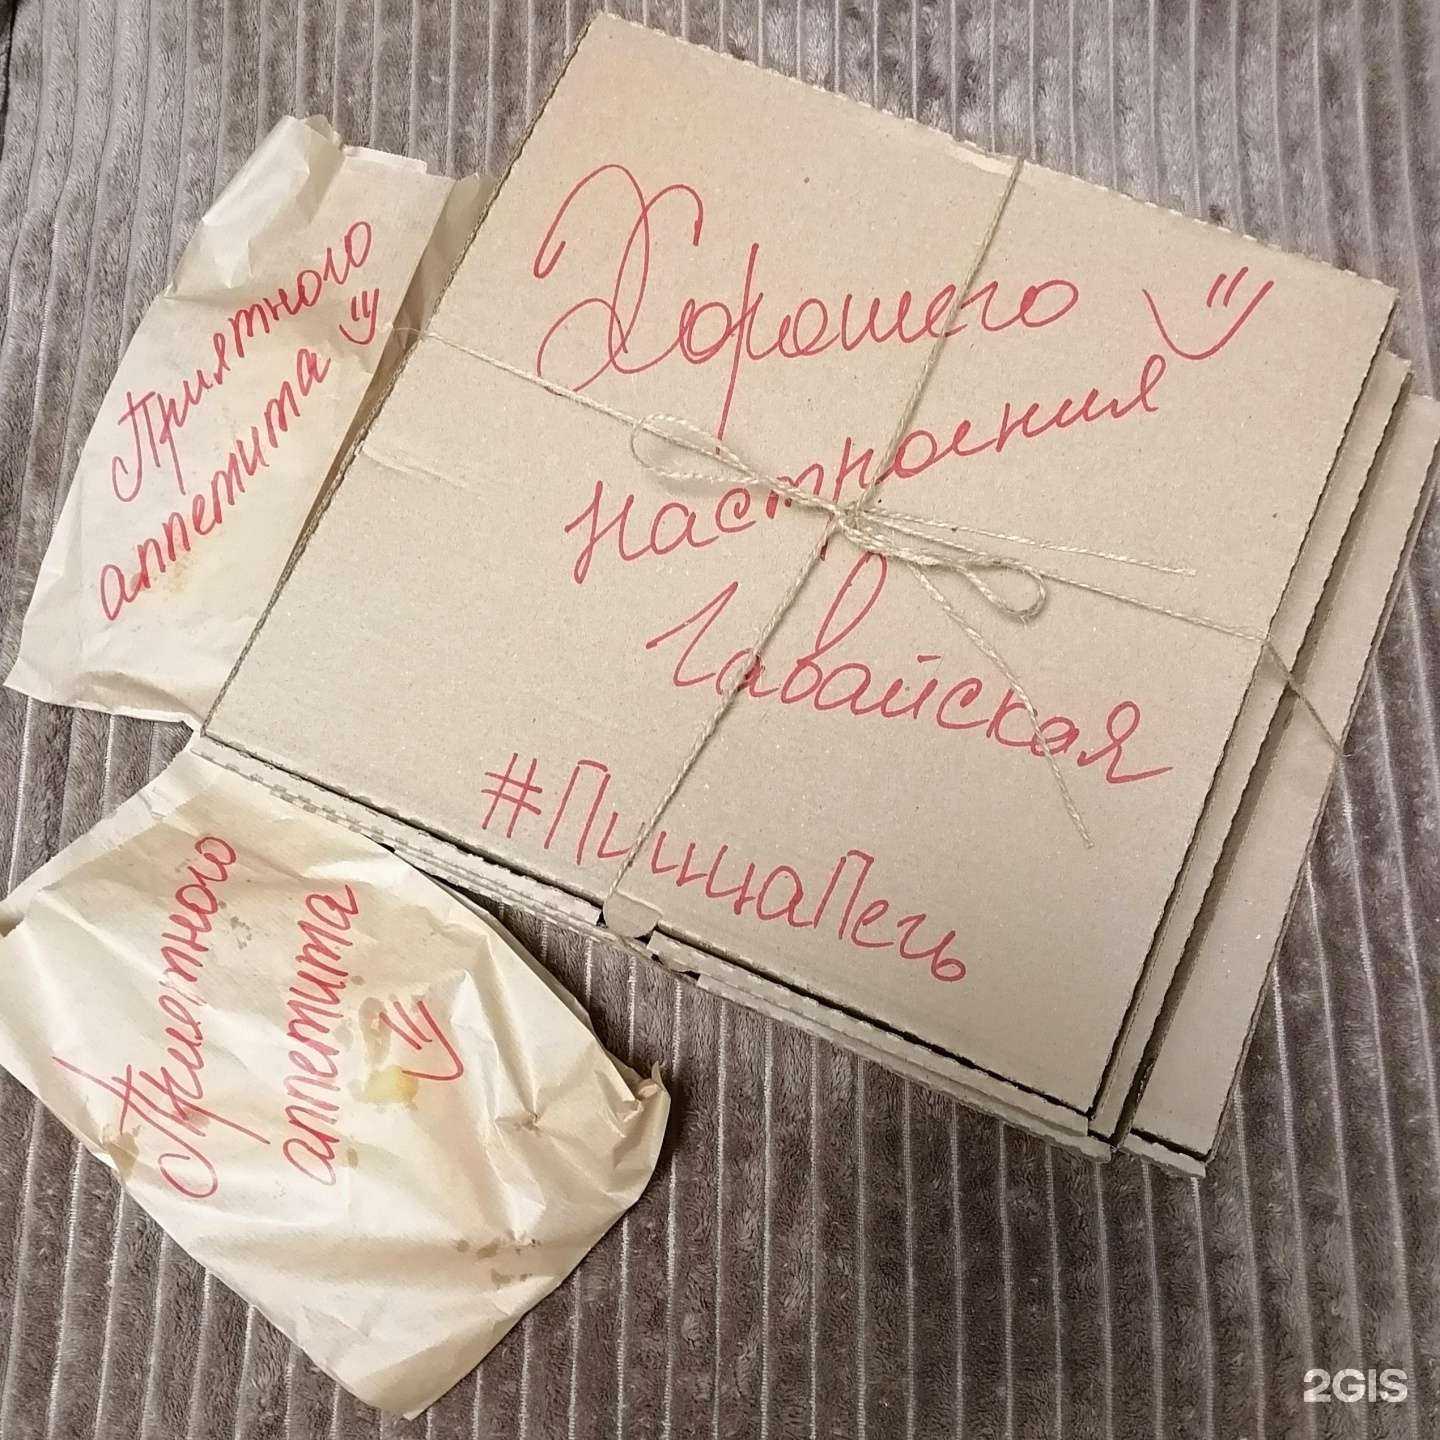 Приятного
аппетита
Хорошего
настроения
Гавайская
#ПиццаПечь
Приятного
аппетита
2GIS